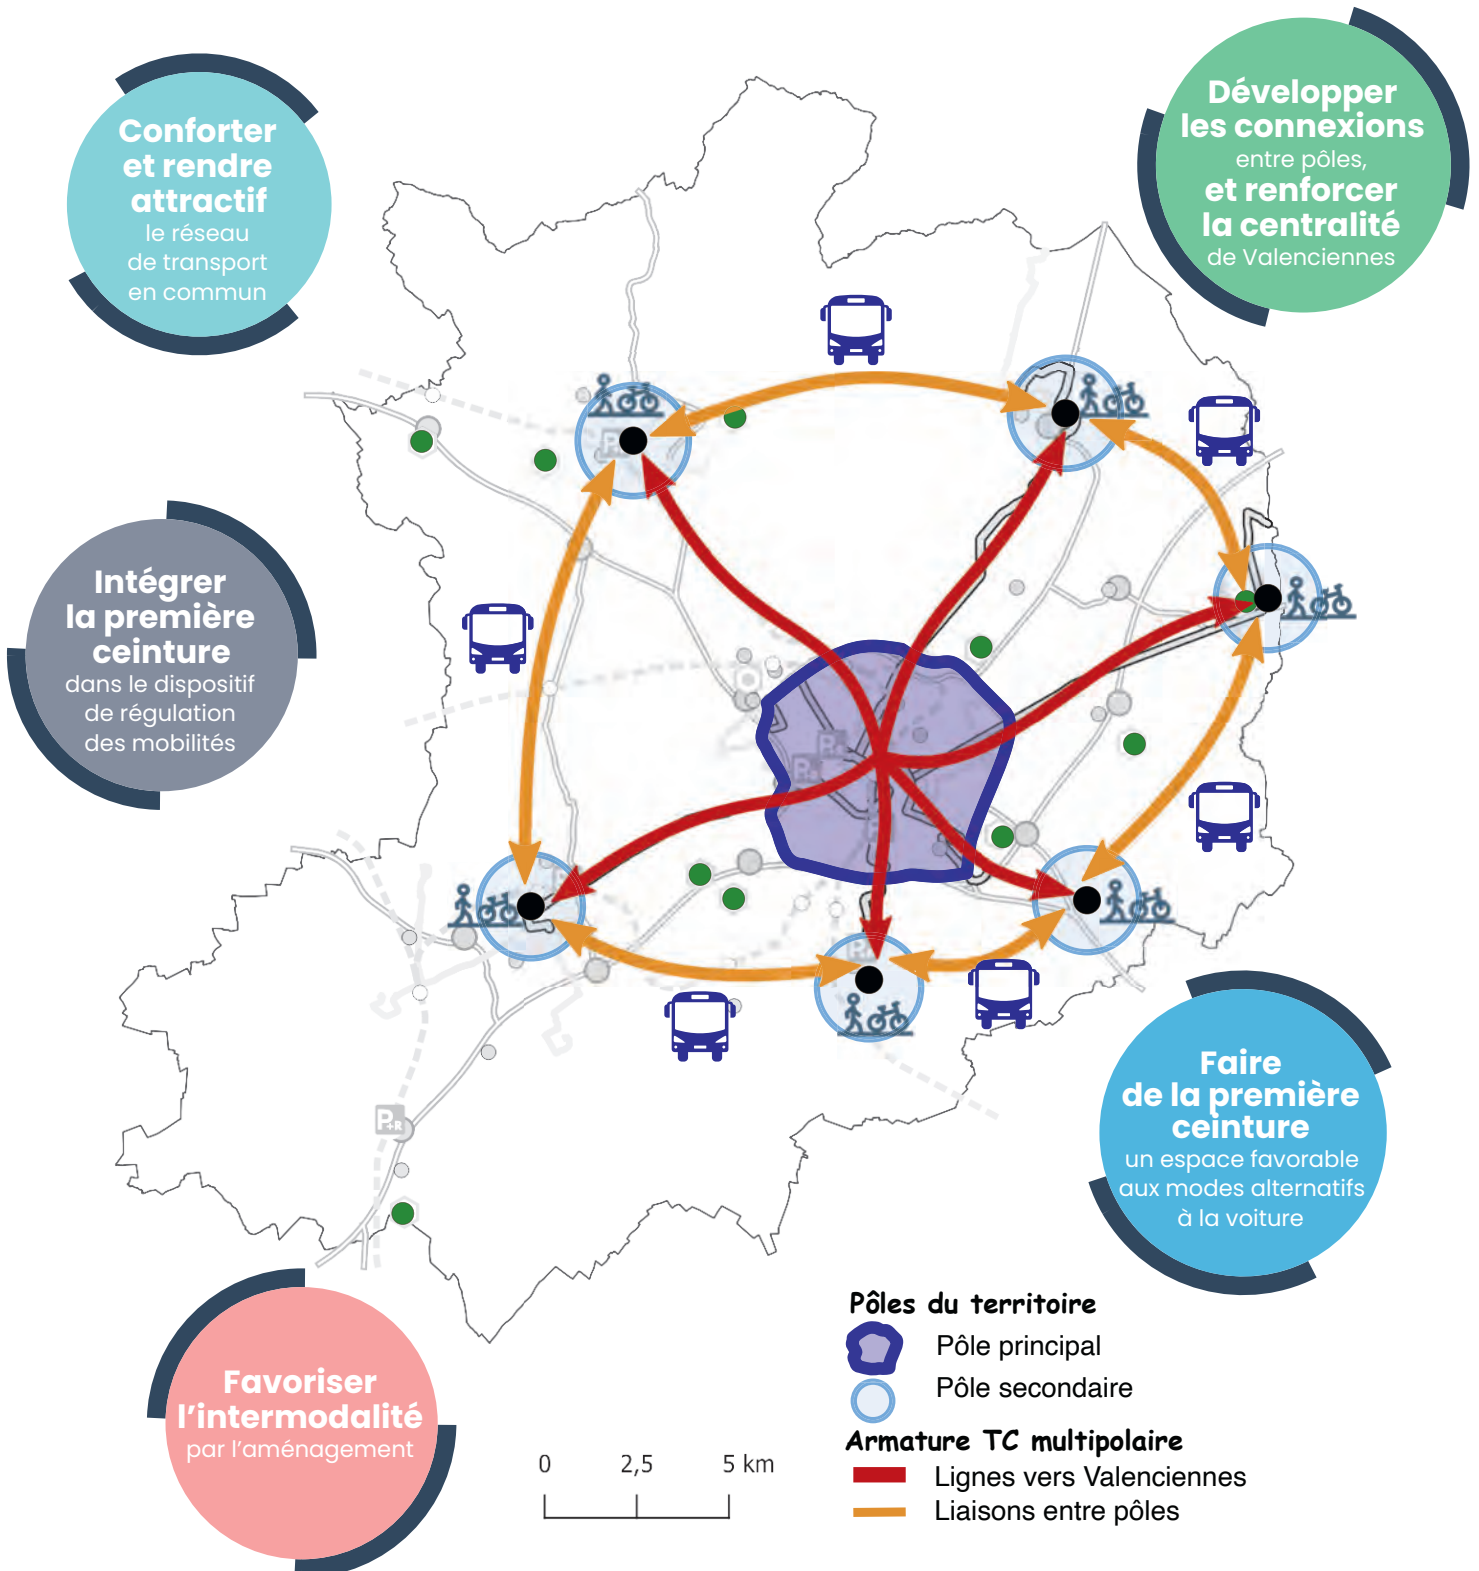 Conforter
et rendre
attractif
le réseau
de transport
en commun
Développer
les connexions
entre pôles,
et renforcer
la centralité
de Valenciennes
Intégrer
la première
ceinture
dans le dispositif
de régulation
des mobilités
Faire
de la première
ceinture
un espace favorable
aux modes alternatifs
à la voiture
P+R
Favoriser
l'intermodalité
par l'aménagement
0 2,5 5 km
Pôles du territoire
Pôle principal
Pôle secondaire
Armature TC multipolaire
Lignes vers Valenciennes
Liaisons entre pôles